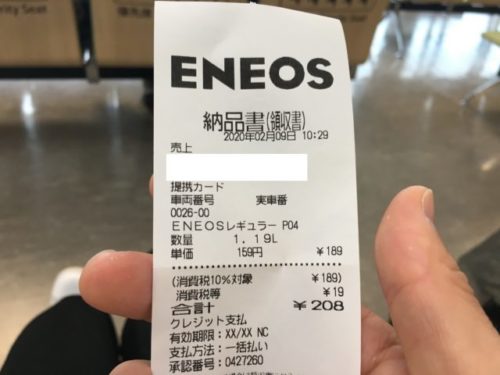 ority Seat
ENEOS
納品書(領収書)
2020年02月09日 10:29
売上
提携カード
車両番号 実車番
0026-00
ENEOSレギュラー P04
数量 1.19L
単価 159円 ¥189
(消費税10%対象 ¥189)
消費税等 ¥19
合計 ¥208
クレジット支払
有効期限:XX/XX NC
支払方法:一括払い
承認番号:0427260